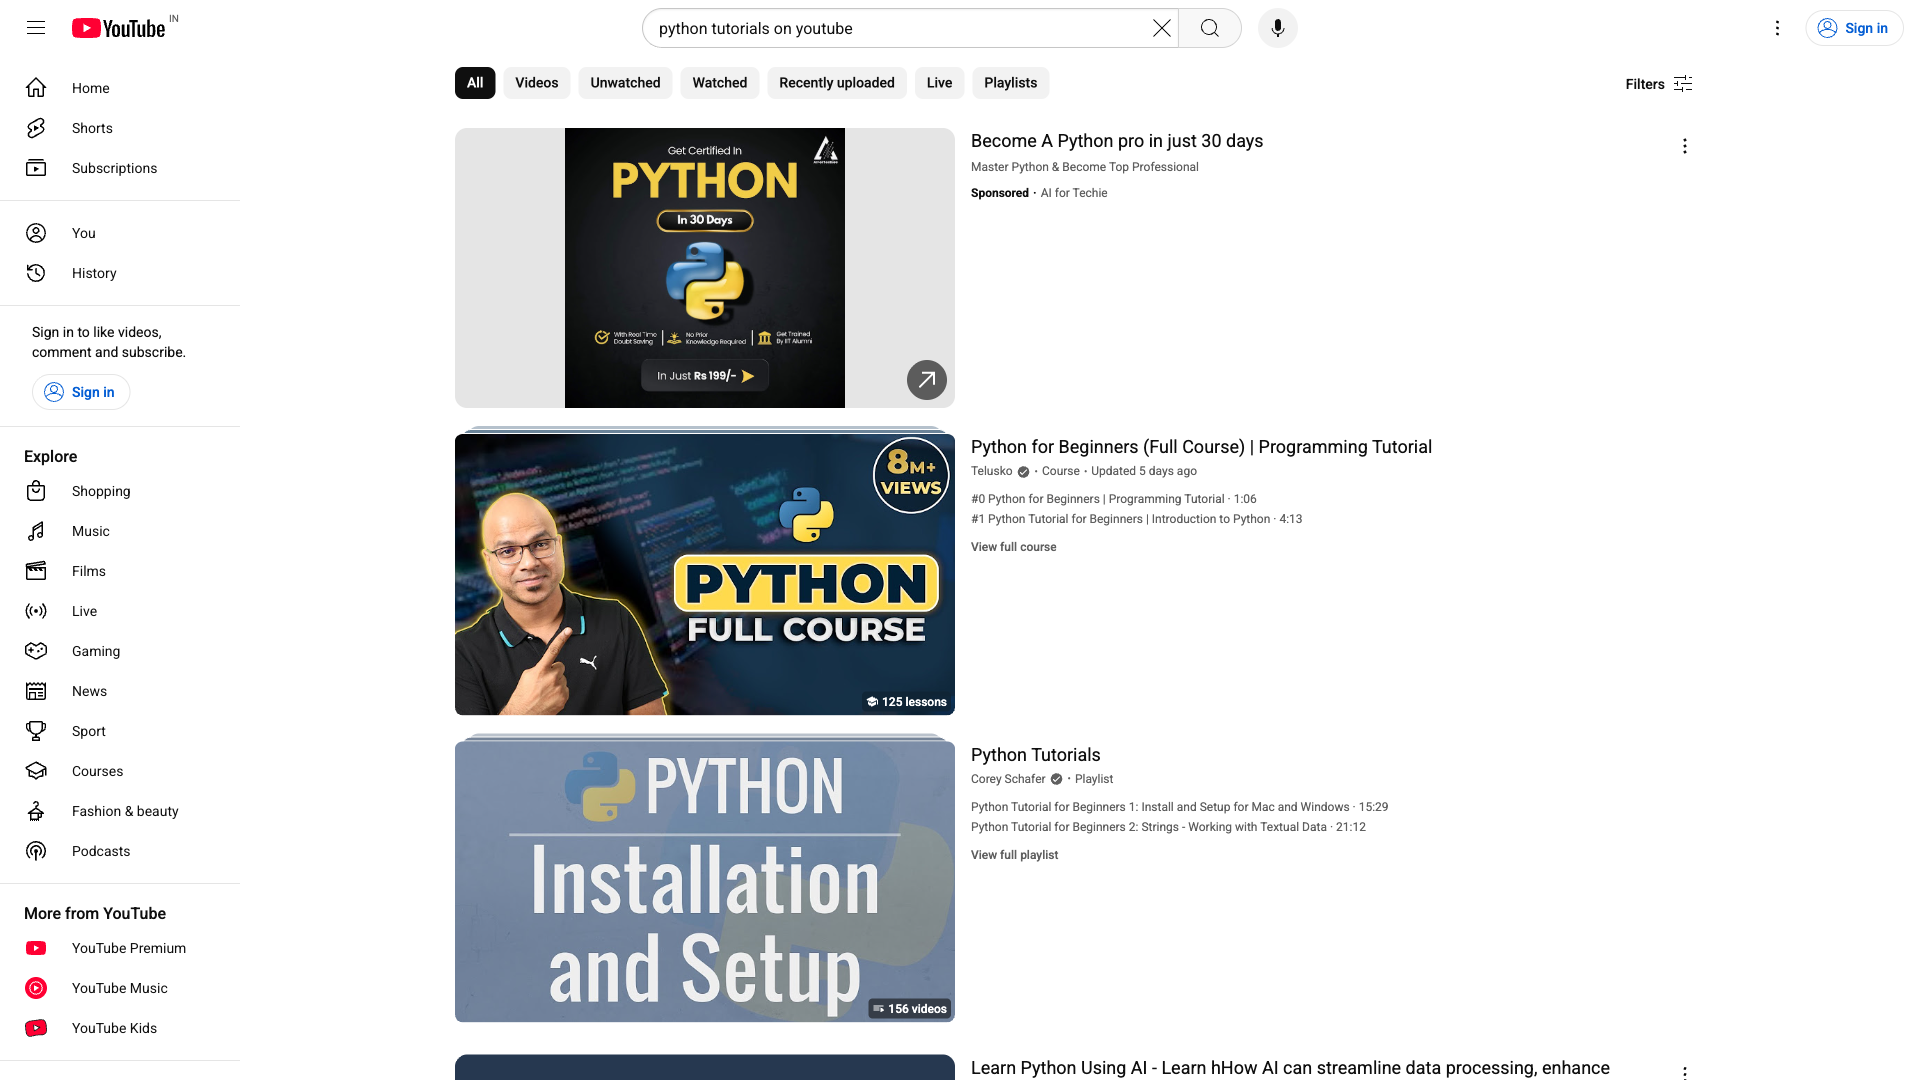 YouTube IN
python tutorials on youtube
Sign in
Home
Shorts
Subscriptions
You
History
Sign in to like videos,
comment and subscribe.
Sign in
Explore
Shopping
Music
Films
Live
Gaming
News
Sport
Courses
Fashion & beauty
Podcasts
More from YouTube
YouTube Premium
YouTube Music
YouTube Kids
All Videos Unwatched Watched Recently uploaded Live Playlists
Filters
Get Certified In
PYTHON
In 30 Days
With Real Time
Doubt Solving
No Prior
Knowledge Required
Get Trained
By IIT Alumni
In Just Rs 199/-
Become A Python pro in just 30 days
Master Python & Become Top Professional
Sponsored · AI for Techie
8M+
VIEWS
PYTHON
FULL COURSE
125 lessons
Python for Beginners (Full Course) | Programming Tutorial
Telusko · Course · Updated 5 days ago
#0 Python for Beginners | Programming Tutorial · 1:06
#1 Python Tutorial for Beginners | Introduction to Python · 4:13
View full course
PYTHON
Installation
and Setup
156 videos
Python Tutorials
Corey Schafer · Playlist
Python Tutorial for Beginners 1: Install and Setup for Mac and Windows · 15:29
Python Tutorial for Beginners 2: Strings - Working with Textual Data · 21:12
View full playlist
Learn Python Using AI - Learn hHow AI can streamline data processing, enhance